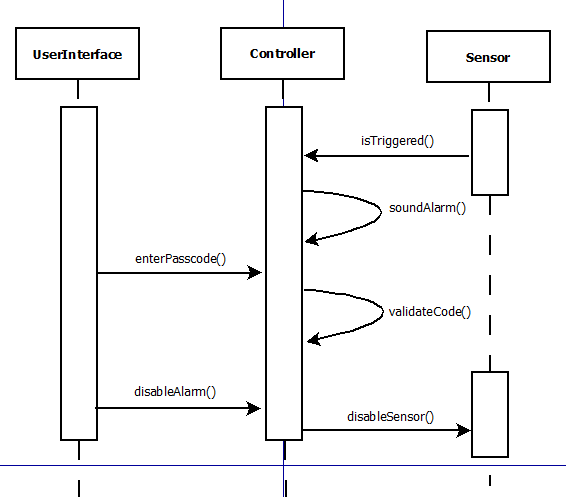 UserInterface
Controller
Sensor
isTriggered()
soundAlarm()
enterPasscode()
validateCode()
disableAlarm()
disableSensor()